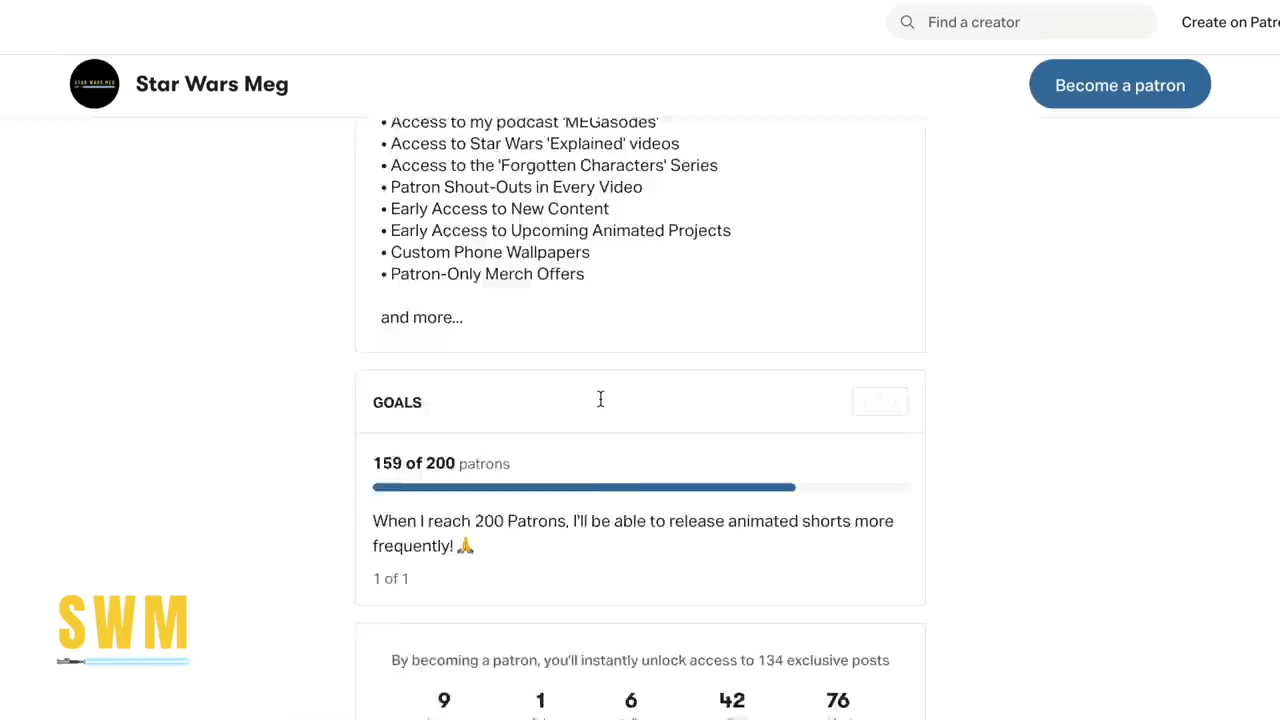 Find a creator
Create on Patre
Star Wars Meg
Become a patron
• Access to my podcast 'MEGasodes'
• Access to Star Wars 'Explained' videos
• Access to the 'Forgotten Characters' Series
• Patron Shout-Outs in Every Video
• Early Access to New Content
• Early Access to Upcoming Animated Projects
• Custom Phone Wallpapers
• Patron-Only Merch Offers
and more...
GOALS
159 of 200 patrons
When I reach 200 Patrons, I'll be able to release animated shorts more
frequently! 🙏
1 of 1
SWM
By becoming a patron, you'll instantly unlock access to 134 exclusive posts
9 1 6 42 76